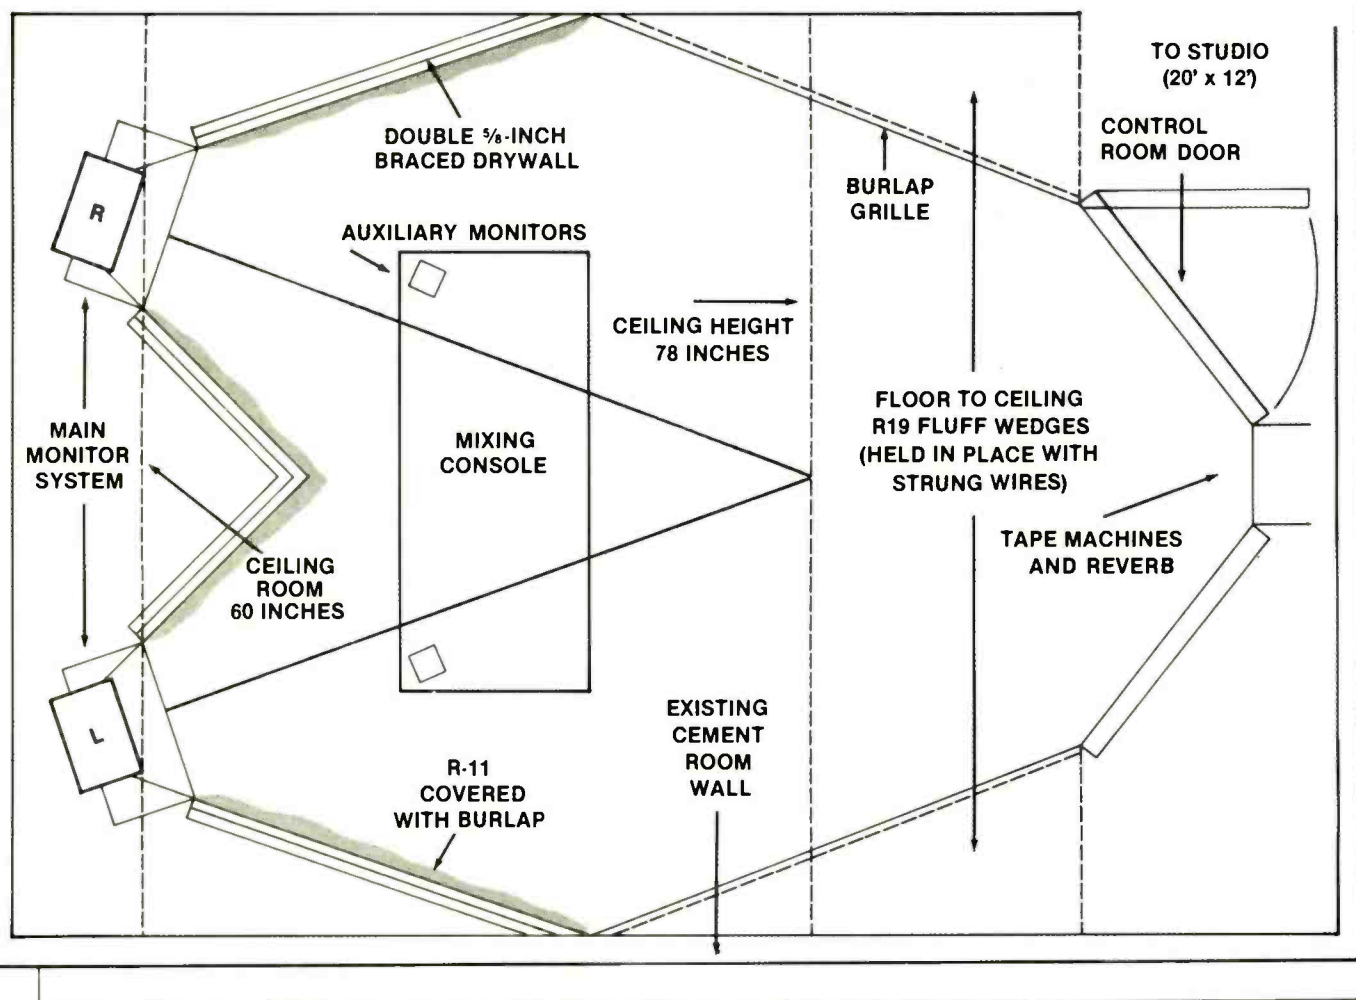 TO STUDIO
(20' x 12')
CONTROL
ROOM DOOR
DOUBLE 5/8-INCH
BRACED DRYWALL
BURLAP
GRILLE
R
AUXILIARY MONITORS
CEILING HEIGHT
78 INCHES
FLOOR TO CEILING
R19 FLUFF WEDGES
(HELD IN PLACE WITH
STRUNG WIRES)
MAIN
MONITOR
SYSTEM
MIXING
CONSOLE
TAPE MACHINES
AND REVERB
CEILING
ROOM
60 INCHES
L
EXISTING
CEMENT
ROOM
WALL
R-11
COVERED
WITH BURLAP